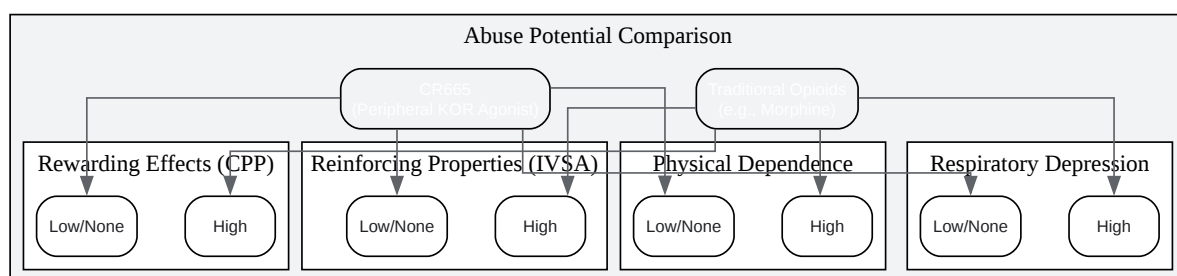 Abuse Potential Comparison
CR665
(Peripheral KOR Agonist)
Traditional Opioids
(e.g., Morphine)
Rewarding Effects (CPP)
Reinforcing Properties (IVSA)
Physical Dependence
Respiratory Depression
Low/None
High
Low/None
High
Low/None
High
Low/None
High